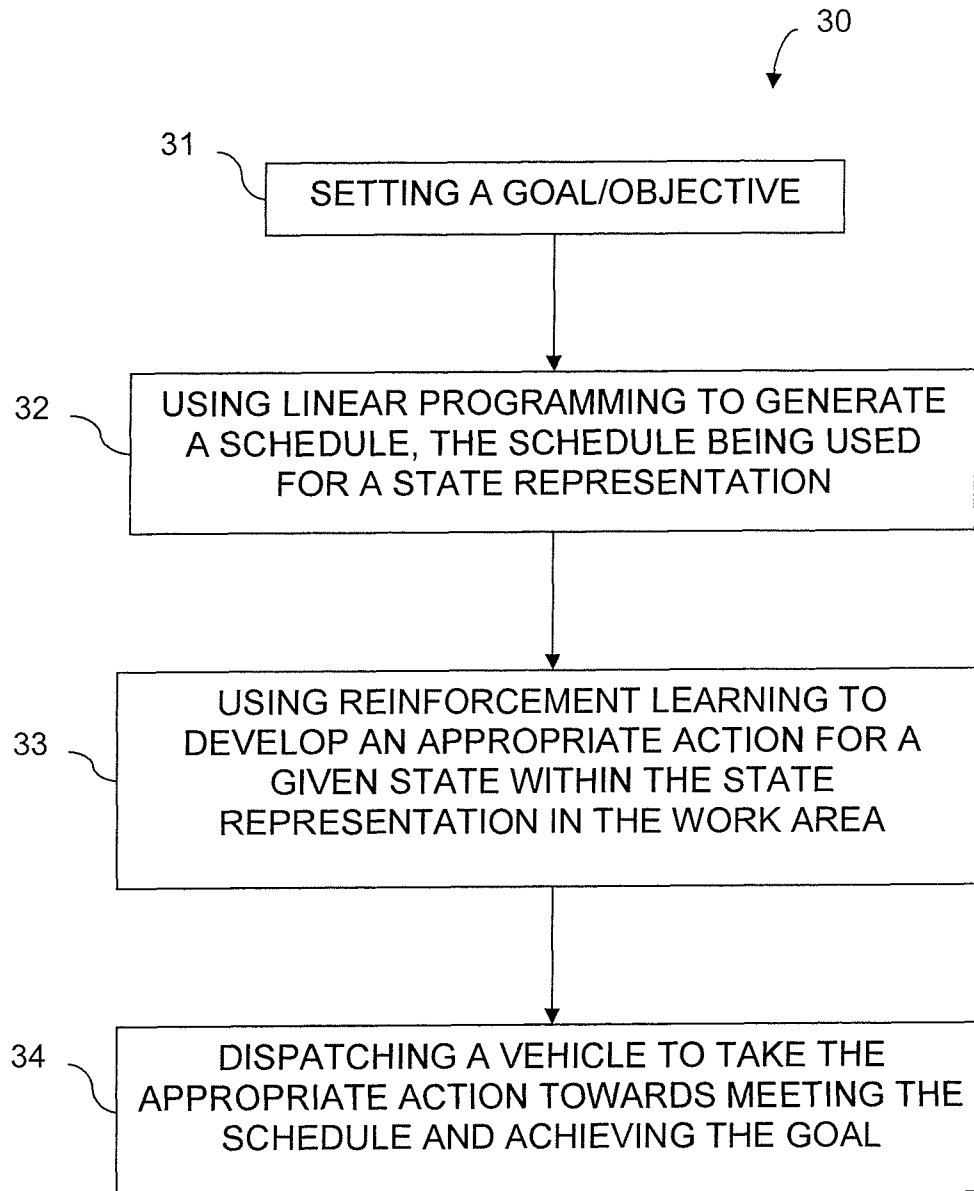 30
31
SETTING A GOAL/OBJECTIVE
32
USING LINEAR PROGRAMMING TO GENERATE
A SCHEDULE, THE SCHEDULE BEING USED
FOR A STATE REPRESENTATION
33
USING REINFORCEMENT LEARNING TO
DEVELOP AN APPROPRIATE ACTION FOR A
GIVEN STATE WITHIN THE STATE
REPRESENTATION IN THE WORK AREA
34
DISPATCHING A VEHICLE TO TAKE THE
APPROPRIATE ACTION TOWARDS MEETING THE
SCHEDULE AND ACHIEVING THE GOAL